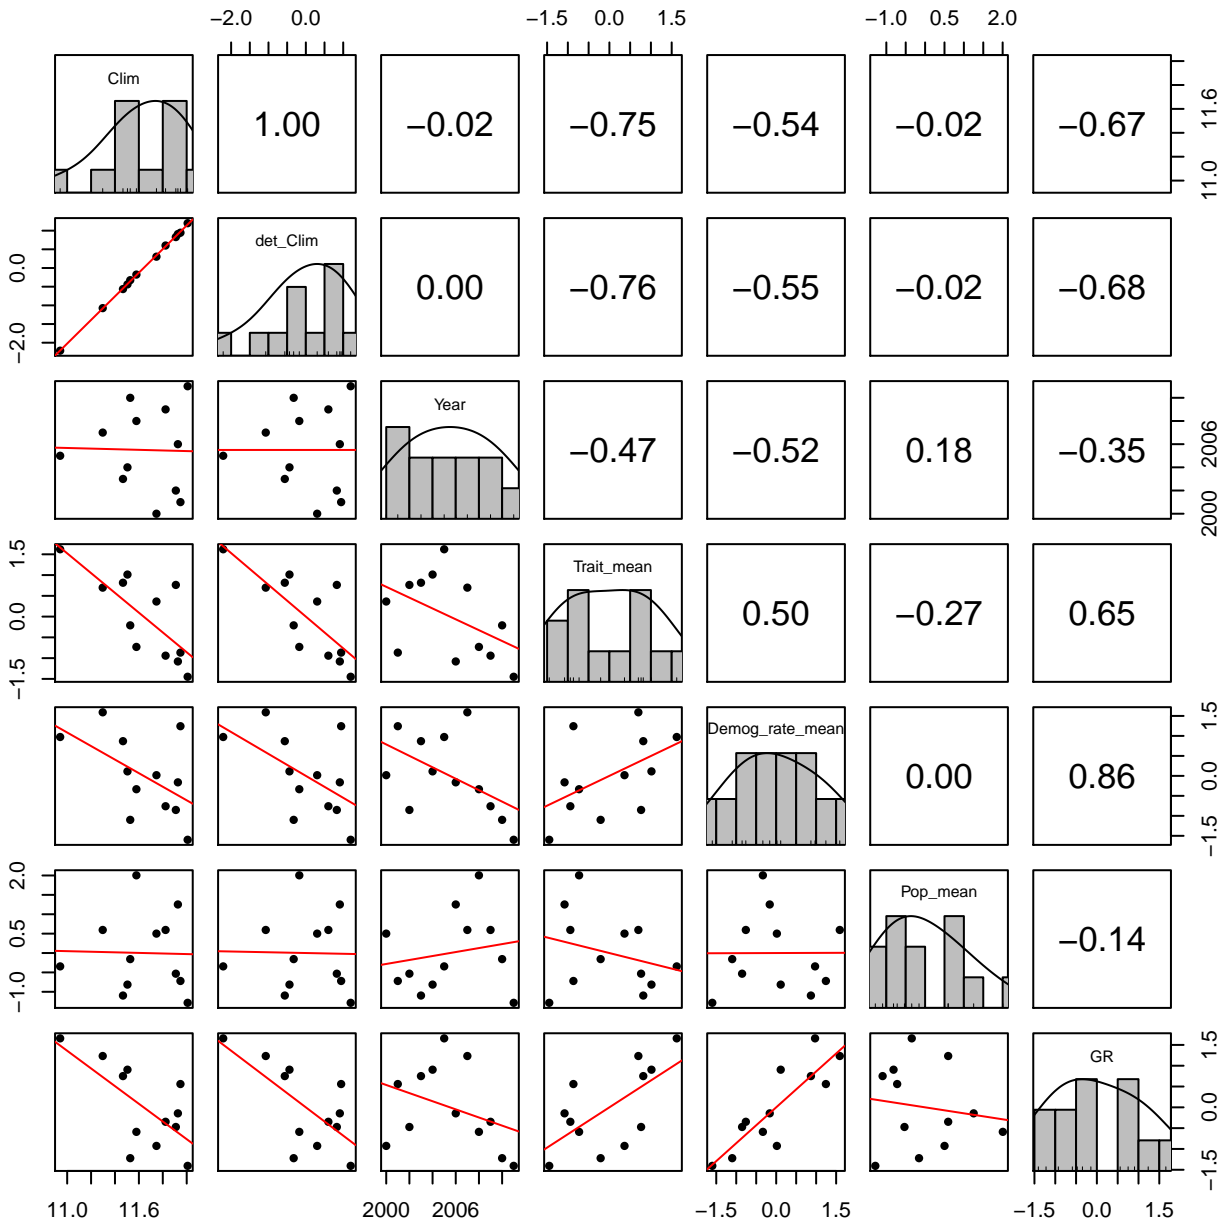 −2.0 0.0 −1.5 0.0 1.5 −1.0 0.5 2.0
Clim 1.00 −0.02 −0.75 −0.54 −0.02 −0.67 11.0 11.6
−2.0 0.0 det_Clim 0.00 −0.76 −0.55 −0.02 −0.68
Year −0.47 −0.52 0.18 −0.35 2000 2006
−1.5 0.0 1.5 Trait_mean 0.50 −0.27 0.65
Demog_rate_mean 0.00 0.86 −1.5 0.0 1.5
−1.0 0.5 2.0 Pop_mean −0.14
GR −1.5 0.0 1.5
11.0 11.6 2000 2006 −1.5 0.0 1.5 −1.5 0.0 1.5